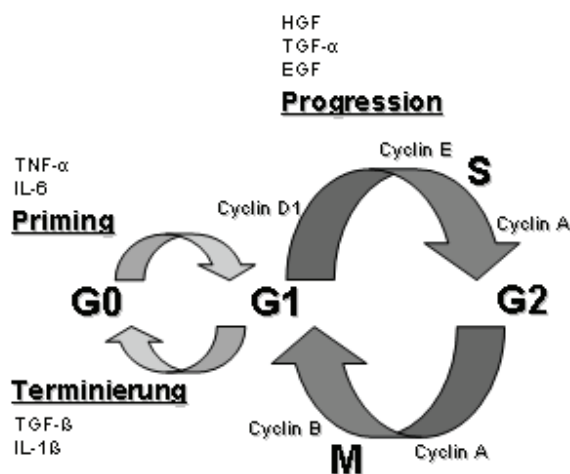 HGF
TGF-α
EGF
Progression
Cyclin E
S
TNF-α
IL-6
Priming
Cyclin D1
Cyclin A
G0
G1
G2
Terminierung
TGF-ß
IL-1ß
Cyclin B
M
Cyclin A